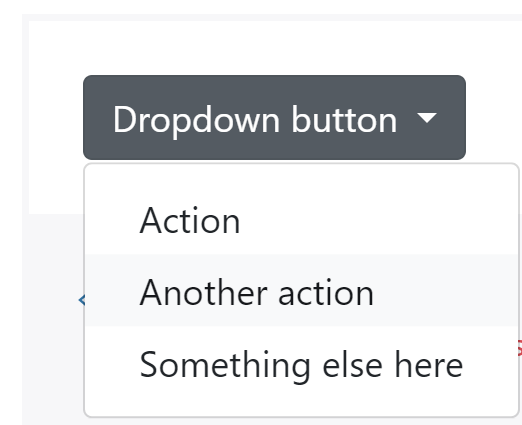 Dropdown button
Action
Another action
Something else here